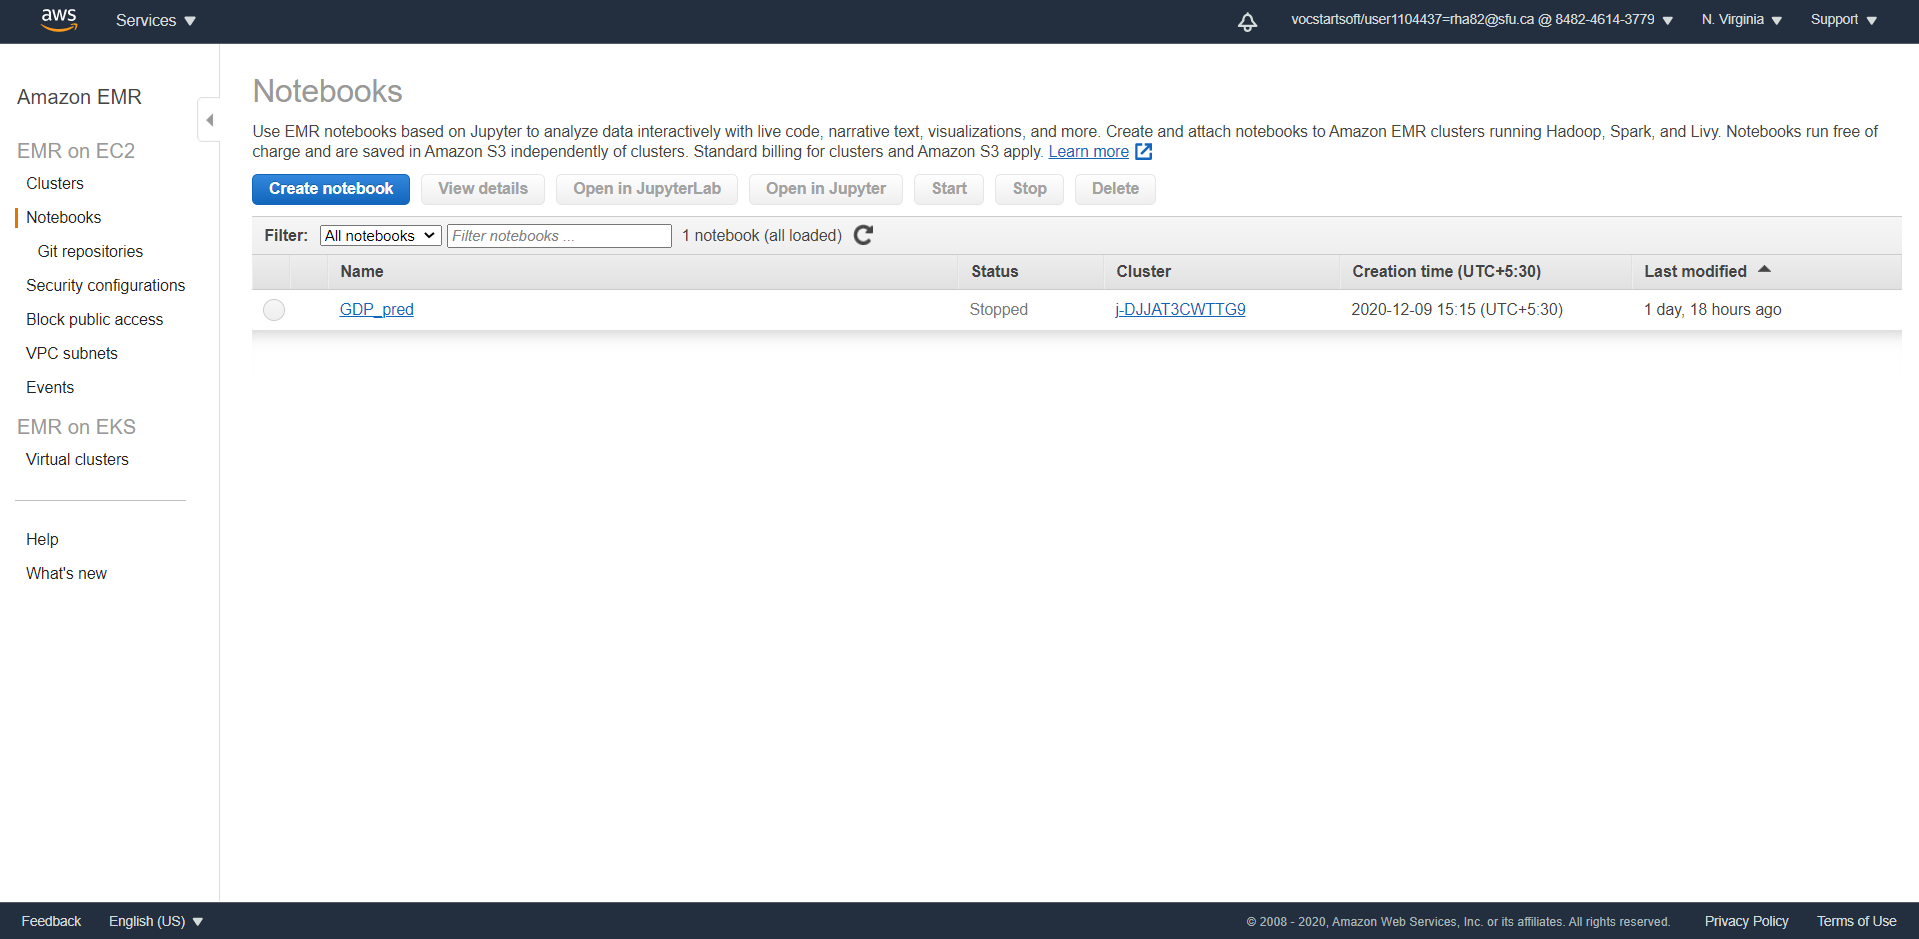 aws Services vocstartsoft/user1104437=rha82@sfu.ca @ 8482-4614-3779 N. Virginia Support
Amazon EMR
EMR on EC2
Clusters
Notebooks
Git repositories
Security configurations
Block public access
VPC subnets
Events
EMR on EKS
Virtual clusters
Help
What's new
Notebooks
Use EMR notebooks based on Jupyter to analyze data interactively with live code, narrative text, visualizations, and more. Create and attach notebooks to Amazon EMR clusters running Hadoop, Spark, and Livy. Notebooks run free of
charge and are saved in Amazon S3 independently of clusters. Standard billing for clusters and Amazon S3 apply. Learn more
Create notebook View details Open in JupyterLab Open in Jupyter Start Stop Delete
Filter: All notebooks Filter notebooks ... 1 notebook (all loaded)
Name Status Cluster Creation time (UTC+5:30) Last modified
GDP_pred Stopped j-DJJAT3CWTTG9 2020-12-09 15:15 (UTC+5:30) 1 day, 18 hours ago
Feedback English (US) © 2008 - 2020, Amazon Web Services, Inc. or its affiliates. All rights reserved. Privacy Policy Terms of Use